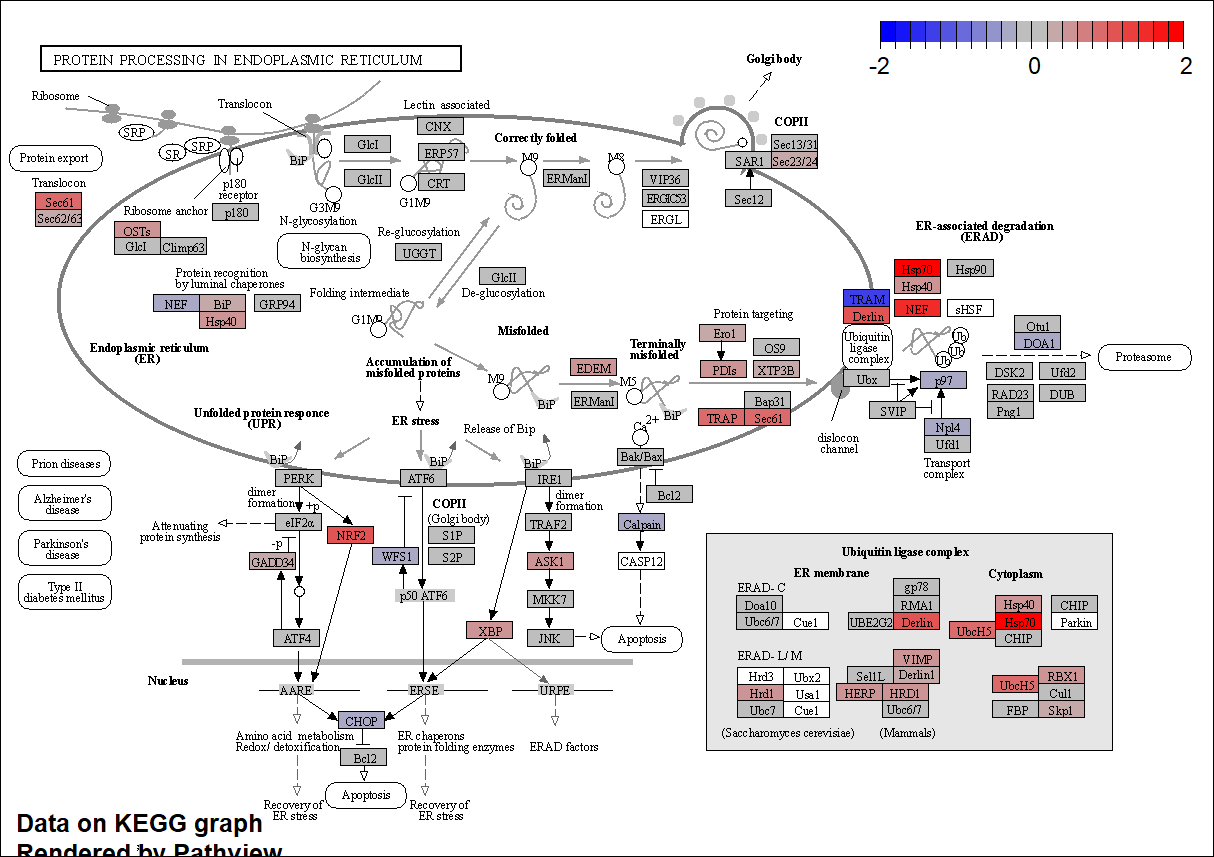 PROTEIN PROCESSING IN ENDOPLASMIC RETICULUM
-2
0
2
Golgi body
Ribosome
Translocon
Lectin associated
COPII
SRP
SR
SRP
CNX
Correctly folded
Sec13/31
Protein export
BiP
GlcI
ERP57
M9
M8
SAR1
Sec23/24
Translocon
p180
receptor
GlcII
CRT
ERManI
VIP36
Sec61
G3M9
G1M9
ERGIC53
Sec12
Sec62/63
Ribosome anchor
p180
N-glycosylation
ERGL
OSTs
Re-glucosylation
ER-associated degradation
(ERAD)
GlcI
Climp63
N-glycan
biosynthesis
UGGT
Protein recognition
by luminal chaperones
GlcII
Hsp70
Hsp90
Folding intermediate
De-glucosylation
Hsp40
NEF
BiP
GRP94
TRAM
Hsp40
G1M9
Misfolded
Protein targeting
Derlin
NEF
sHSF
Endoplasmic reticulum
(ER)
Terminally
misfolded
Ero1
Ubiquitin
ligase
complex
Ub
Ub
Ub
Otu1
DOA1
OS9
Proteasome
Accumulation of
misfolded proteins
EDEM
PDIs
XTP3B
DSK2
Ufd2
M9
M5
Ubx
p97
BiP
ERManI
BiP
Bap31
RAD23
DUB
Unfolded protein responce
(UPR)
ER stress
Release of Bip
Ca2+
TRAP
Sec61
SVIP
Png1
dislocon
channel
Npl4
Ufd1
Transport
complex
Prion diseases
BiP
BiP
BiP
Bak/Bax
PERK
ATF6
IRE1
Alzheimer's
disease
dimer
formation
+p
COPII
(Golgi body)
dimer
formation
Bcl2
Attenuating
protein synthesis
eIF2α
TRAF2
Calpain
Parkinson's
disease
-p
NRF2
S1P
GADD34
WFS1
S2P
ASK1
CASP12
Type II
diabetes mellitus
p50 ATF6
MKK7
ATF4
XBP
JNK
Apoptosis
Nucleus
AARE
ERSE
URPE
CHOP
Amino acid metabolism
Redox/ detoxification
ER chaperons
protein folding enzymes
ERAD factors
Bcl2
Apoptosis
Recovery of
ER stress
Recovery of
ER stress
Ubiquitin ligase complex
ER membrane
Cytoplasm
ERAD- C
gp78
Doa10
RMA1
Hsp40
CHIP
Ubc6/7
Cue1
UBE2G2
Derlin
UbcH5
Hsp70
Parkin
CHIP
ERAD- L/ M
VIMP
Hrd3
Ubx2
Sel1L
Derlin1
RBX1
Hrd1
Usa1
HERP
HRD1
UbcH5
Cul1
Ubc7
Cue1
Ubc6/7
FBP
Skp1
(Saccharomyces cerevisiae)
(Mammals)
Data on KEGG graph
Rendered by Pathview